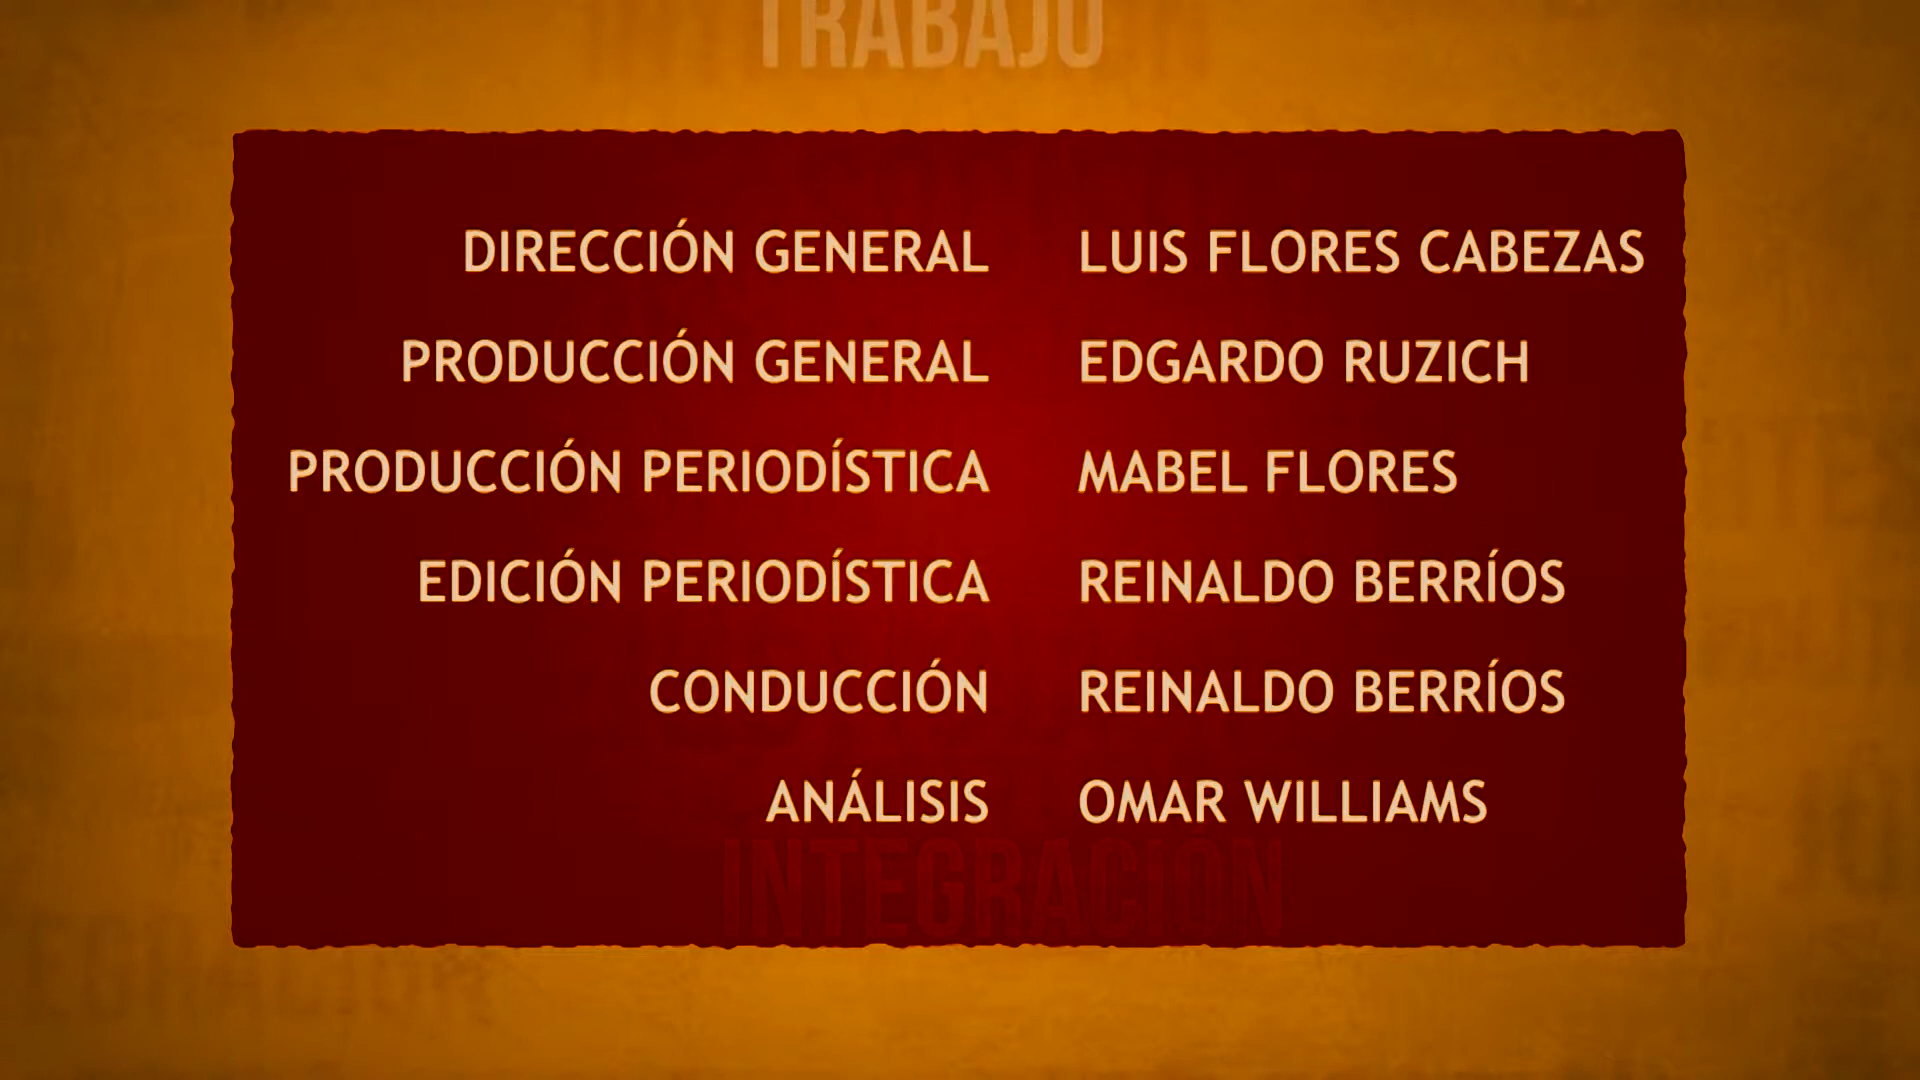 TRABAJO
DIRECCIÓN GENERAL LUIS FLORES CABEZAS
PRODUCCIÓN GENERAL EDGARDO RUZICH
PRODUCCIÓN PERIODÍSTICA MABEL FLORES
EDICIÓN PERIODÍSTICA REINALDO BERRÍOS
CONDUCCIÓN REINALDO BERRÍOS
ANÁLISIS OMAR WILLIAMS
INTEGRACIÓN